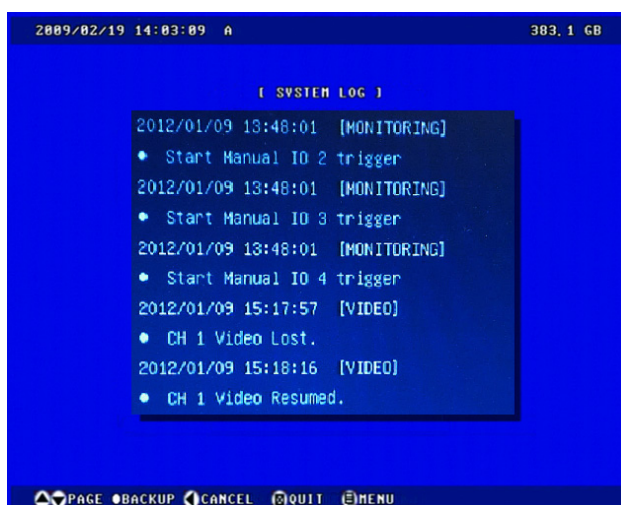 2009/02/19 14:03:09 A 383.1 GB
[ SYSTEM LOG ]
2012/01/09 13:48:01 [MONITORING]
• Start Manual IO 2 trigger
2012/01/09 13:48:01 [MONITORING]
• Start Manual IO 3 trigger
2012/01/09 13:48:01 [MONITORING]
• Start Manual IO 4 trigger
2012/01/09 15:17:57 [VIDEO]
• CH 1 Video Lost.
2012/01/09 15:18:16 [VIDEO]
• CH 1 Video Resumed.
PAGE ●BACKUP CANCEL QUIT MENU